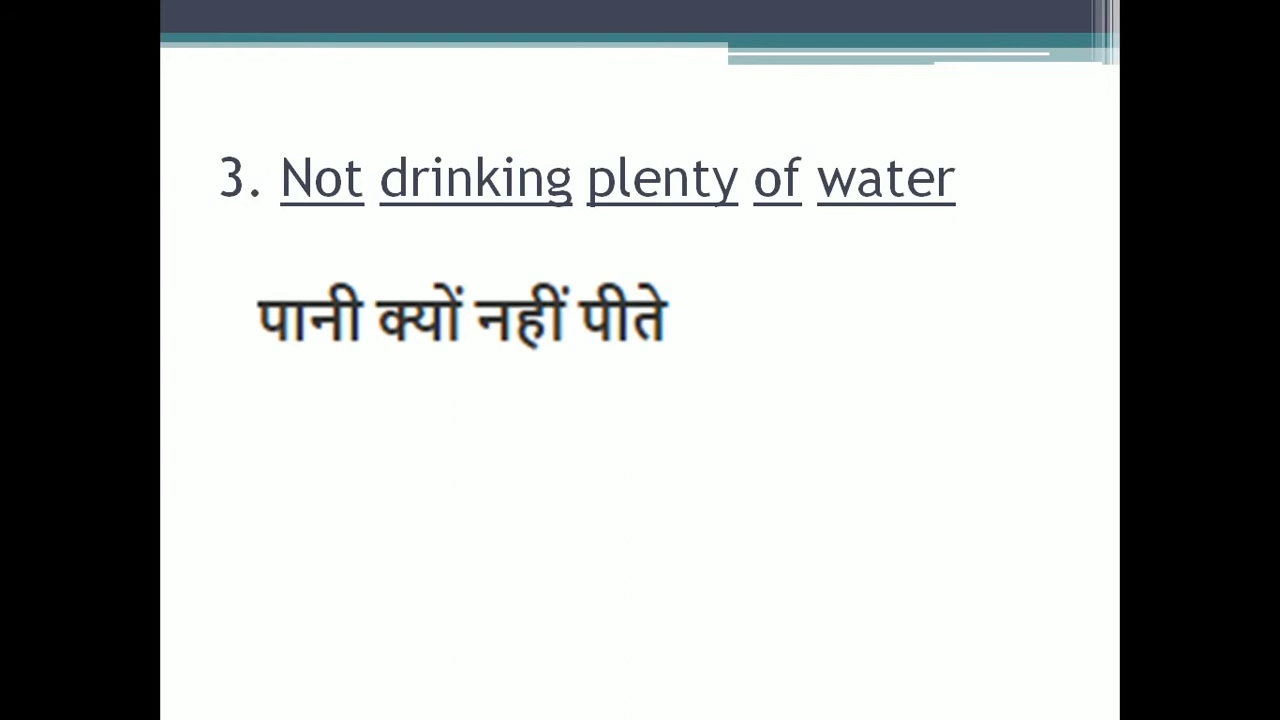 3. Not drinking plenty of water
पानी क्यों नहीं पीते